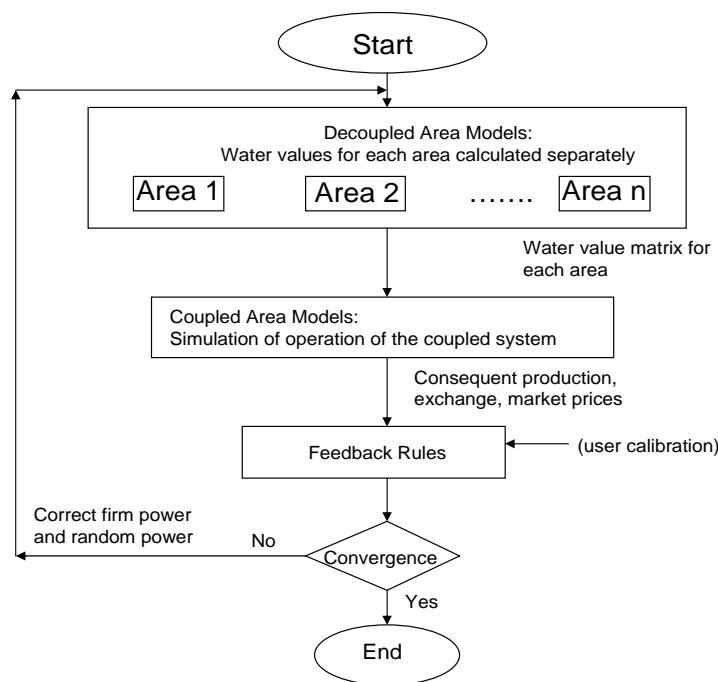 Start
Decoupled Area Models:
Water values for each area calculated separately
Area 1
Area 2
.......
Area n
Water value matrix for
each area
Coupled Area Models:
Simulation of operation of the coupled system
Consequent production,
exchange, market prices
Feedback Rules
(user calibration)
Correct firm power
and random power
No
Convergence
Yes
End